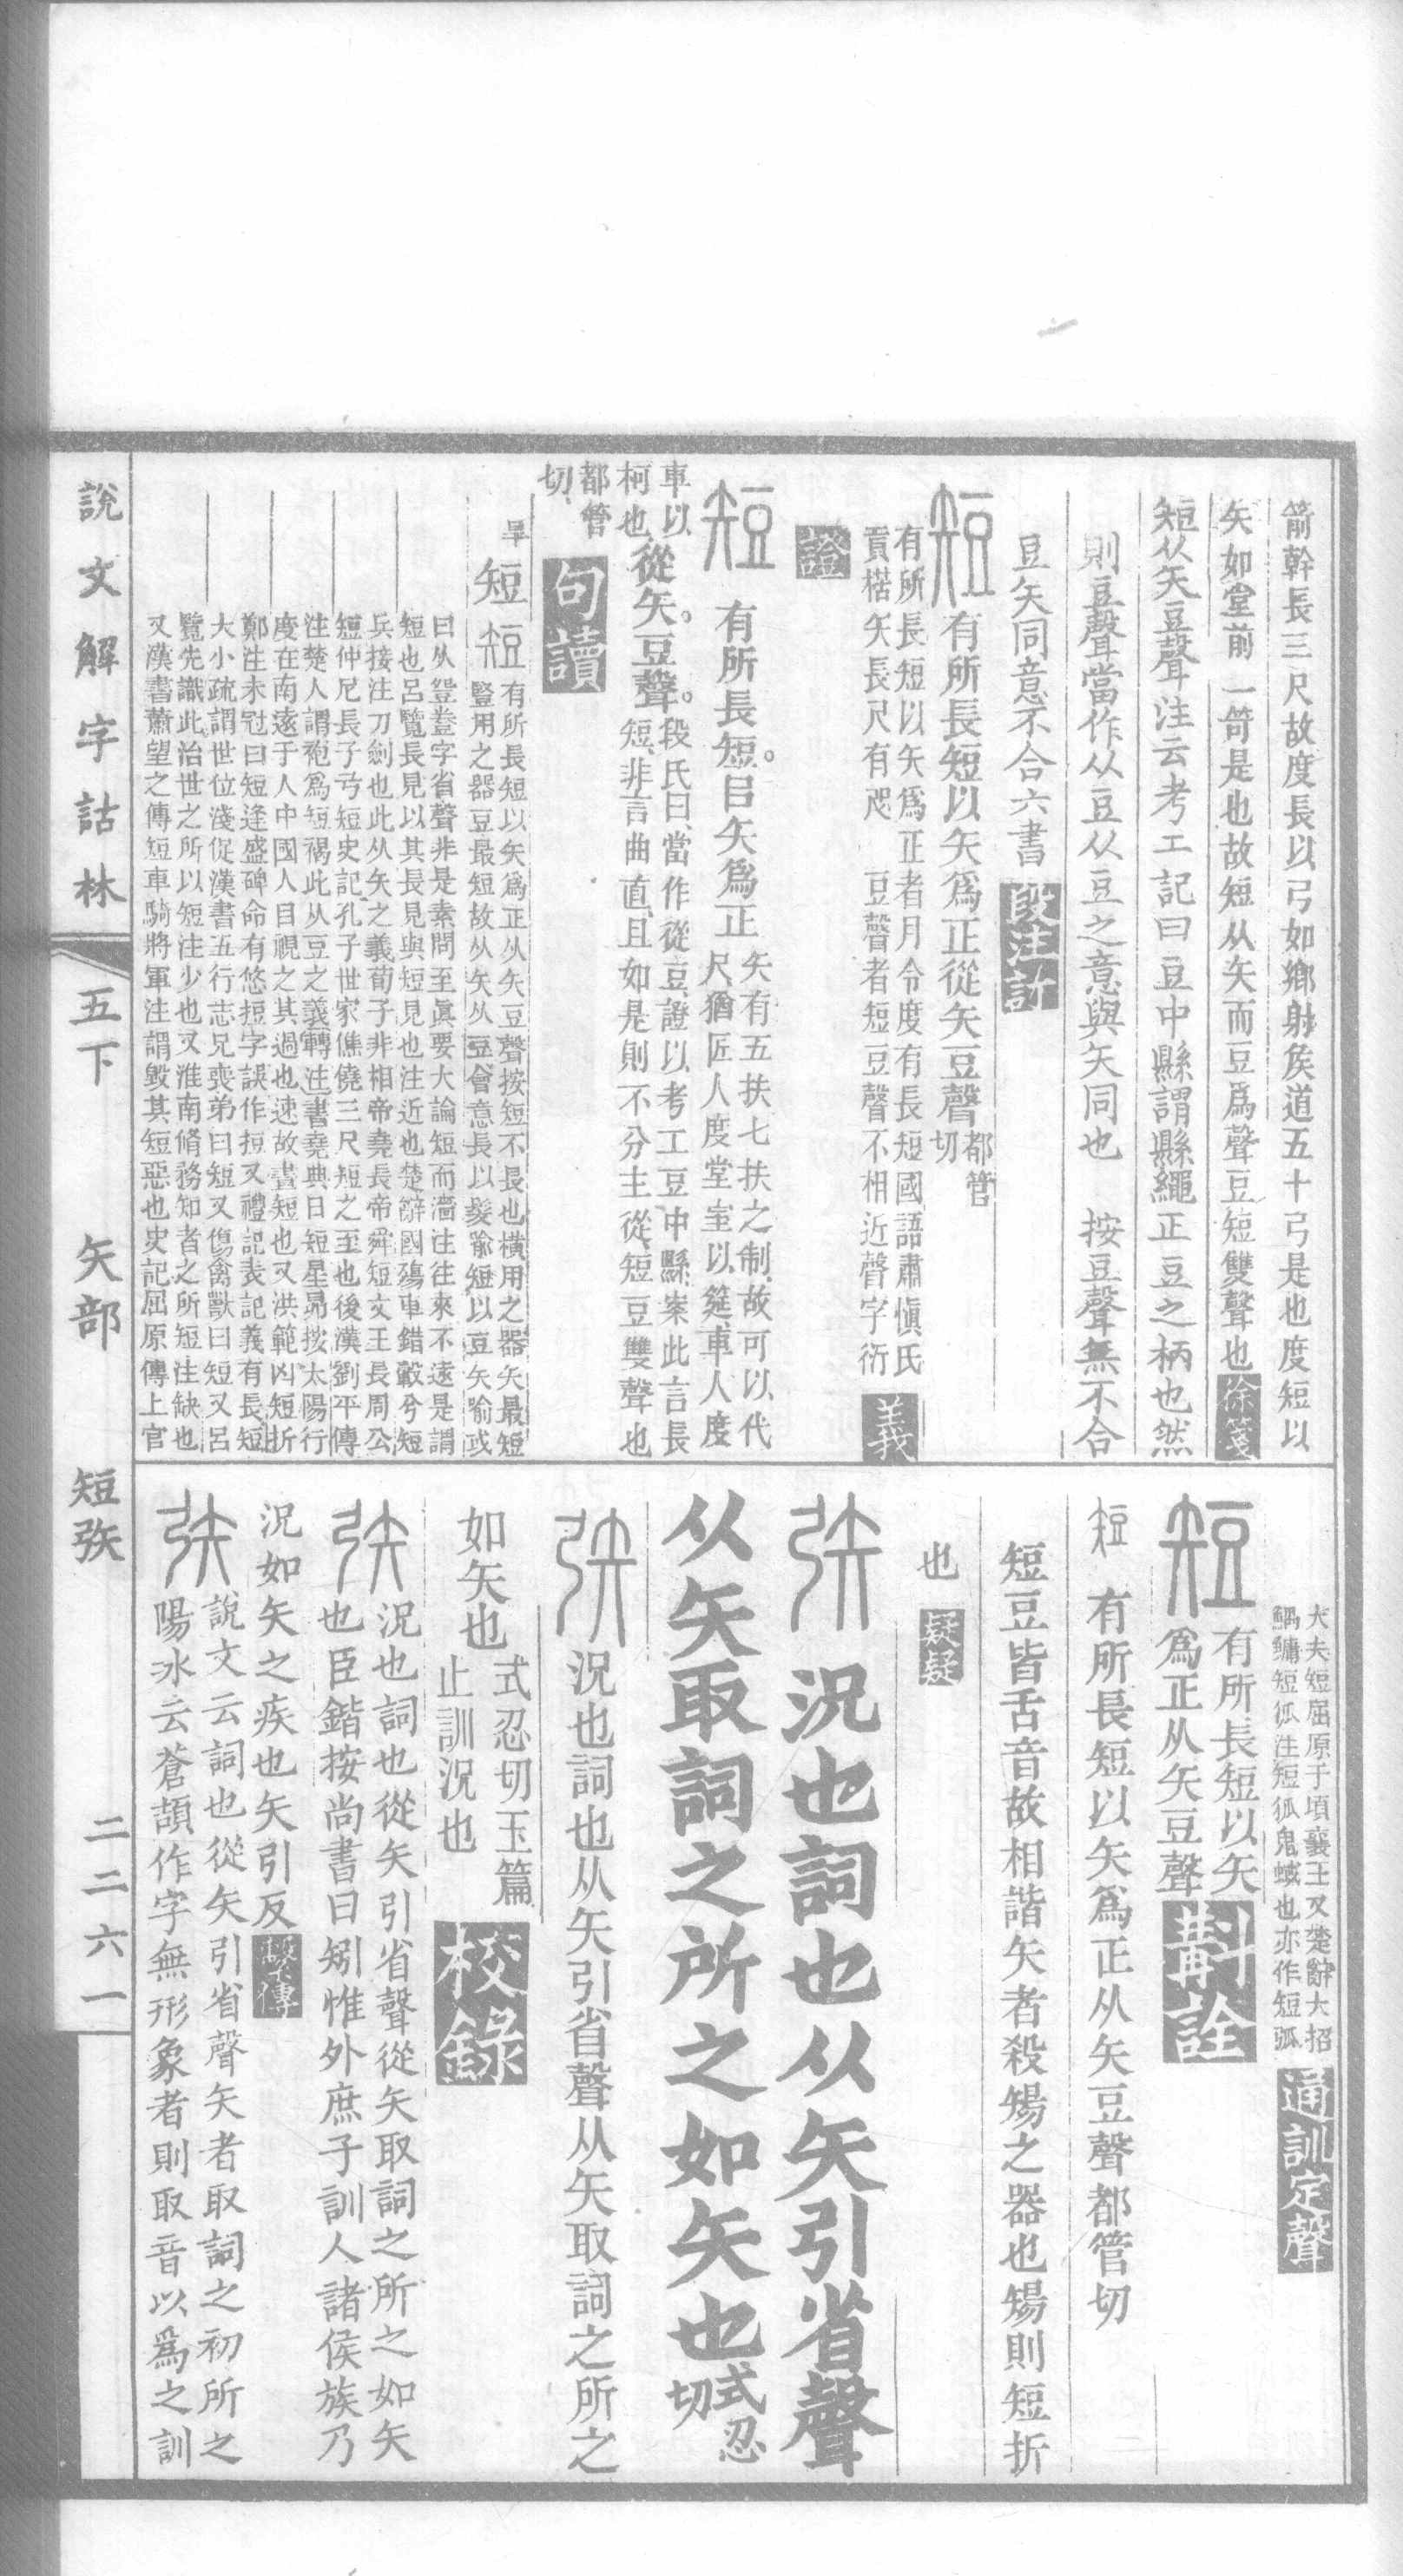 箭幹長三尺故度長以弓如鄉射矦道五十弓是也度短以
矢如堂前一笴是也故短从矢而豆爲聲豆短雙聲也徐箋
短从矢豆聲注云考工記曰豆中縣謂縣繩正豆之柄也然
則豆聲當作从豆从豆之意與矢同也　按豆聲無不合
豆矢同意不合六書段注訂
短有所長短以矢爲正從矢豆聲都管切
有所長短以矢爲正者月令度有長短國語肅愼氏
貢楛矢長尺有咫　豆聲者短豆聲不相近聲字衍義
證
短　有所長短。㠯矢爲正矢有五扶七扶之制故可以代
尺猶匠人度堂室以筵車人度
車以
柯也從矢。豆聲。段氏曰當作從豆證以考工豆中縣案此言長
短非言曲直且如是則不分主從短豆雙聲也
都管
切句讀
短短有所長短以矢爲正从矢豆聲按短不長也橫用之器矢最短
豎用之器豆最短故从矢从豆會意長以髮喻短以豆矢喻或
曰从䇺省聲非是素問至眞要大論短而濇注往來不遠是謂
短也呂覽長見以其長見與短見也注近也楚辭國殤車錯轂兮短
兵接注刀劍也此从矢之義荀子非相帝堯長帝舜短文王長周公
短仲尼長子弓短史記孔子世家僬僥三尺短之至也後漢劉平傳
注楚人謂袍爲短褐此从豆之義轉注書堯典日短星昴按太陽行
度在南遠于人中國人目視之其過也速故晝短也又洪範凶短折
鄭注未冠曰短逢盛碑命有悠短字誤作𢭃又禮記表記義有長短
大小疏謂世位淺促漢書五行志兄喪弟曰短又傷禽獸曰短又呂
覽先識此治世之所以短注少也又淮南脩務知者之所短注缺也
又漢書蕭望之傳短車騎將軍注謂毀其短惡也史記屈原傳上官
大夫短屈原于頃襄王又楚辭大招
鰅鱅短狐注短狐鬼蜮也亦作短弧通訓定聲
短有所長短以矢
爲正从矢豆聲斠詮
短　有所長短以矢爲正从矢豆聲都管切
短豆皆舌音故相諧矢者殺殤之器也殤則短折
也疑疑
矤　況也詞也从矢引省聲
从矢取詞之所之如矢也式忍切
矤　況也詞也从矢引省聲从矢取詞之所之
如矢也式忍切玉篇
止訓況也校錄
矤況也詞也從矢引省聲從矢取詞之所之如矢
也臣鍇按尚書曰矧惟外庶子訓人諸侯族乃
況如矢之疾也矢引反繫傳
矤說文云詞也從矢引省聲矢者取詞之初所之
陽冰云蒼頡作字無形象者則取音以爲之訓
說文解字詁林　五下　矢部　短矤　二二六一